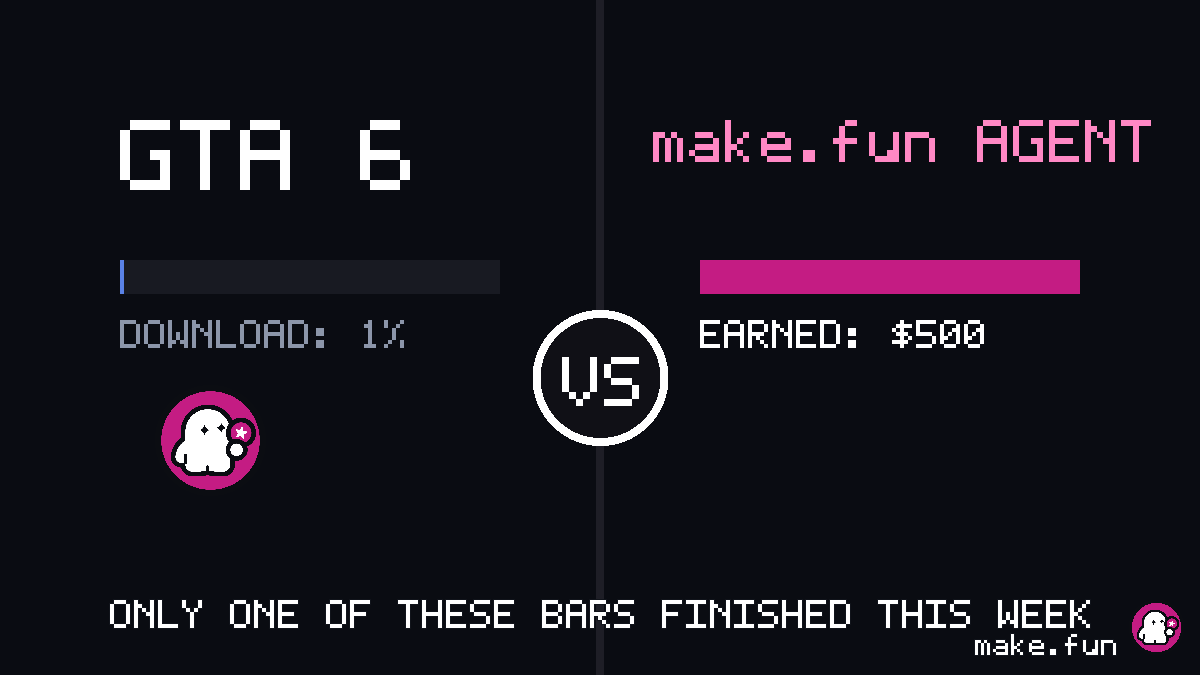 GTA 6
DOWNLOAD: 1%
make.fun AGENT
EARNED: $500
VS
ONLY ONE OF THESE BARS FINISHED THIS WEEK
make.fun